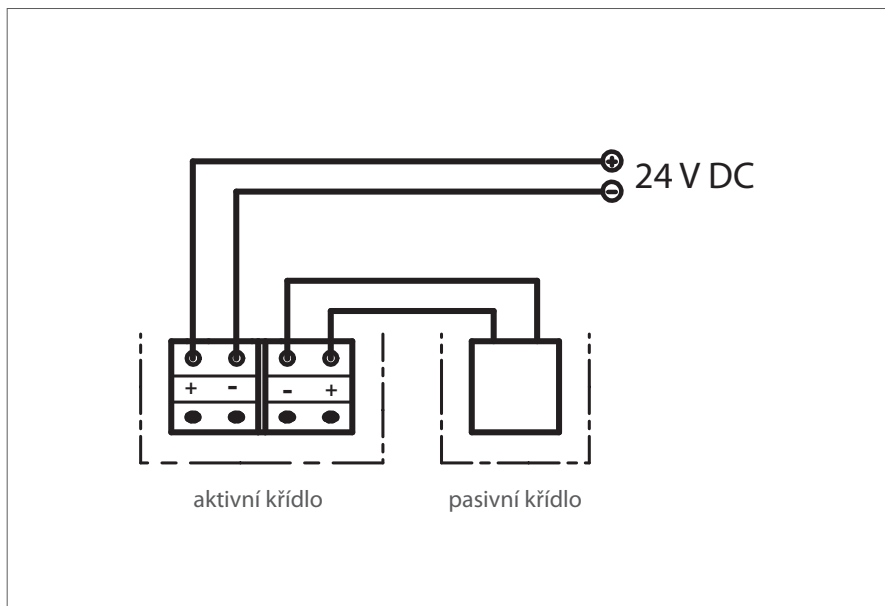 +
-
24 V DC
+ - - +
aktivní křídlo pasivní křídlo